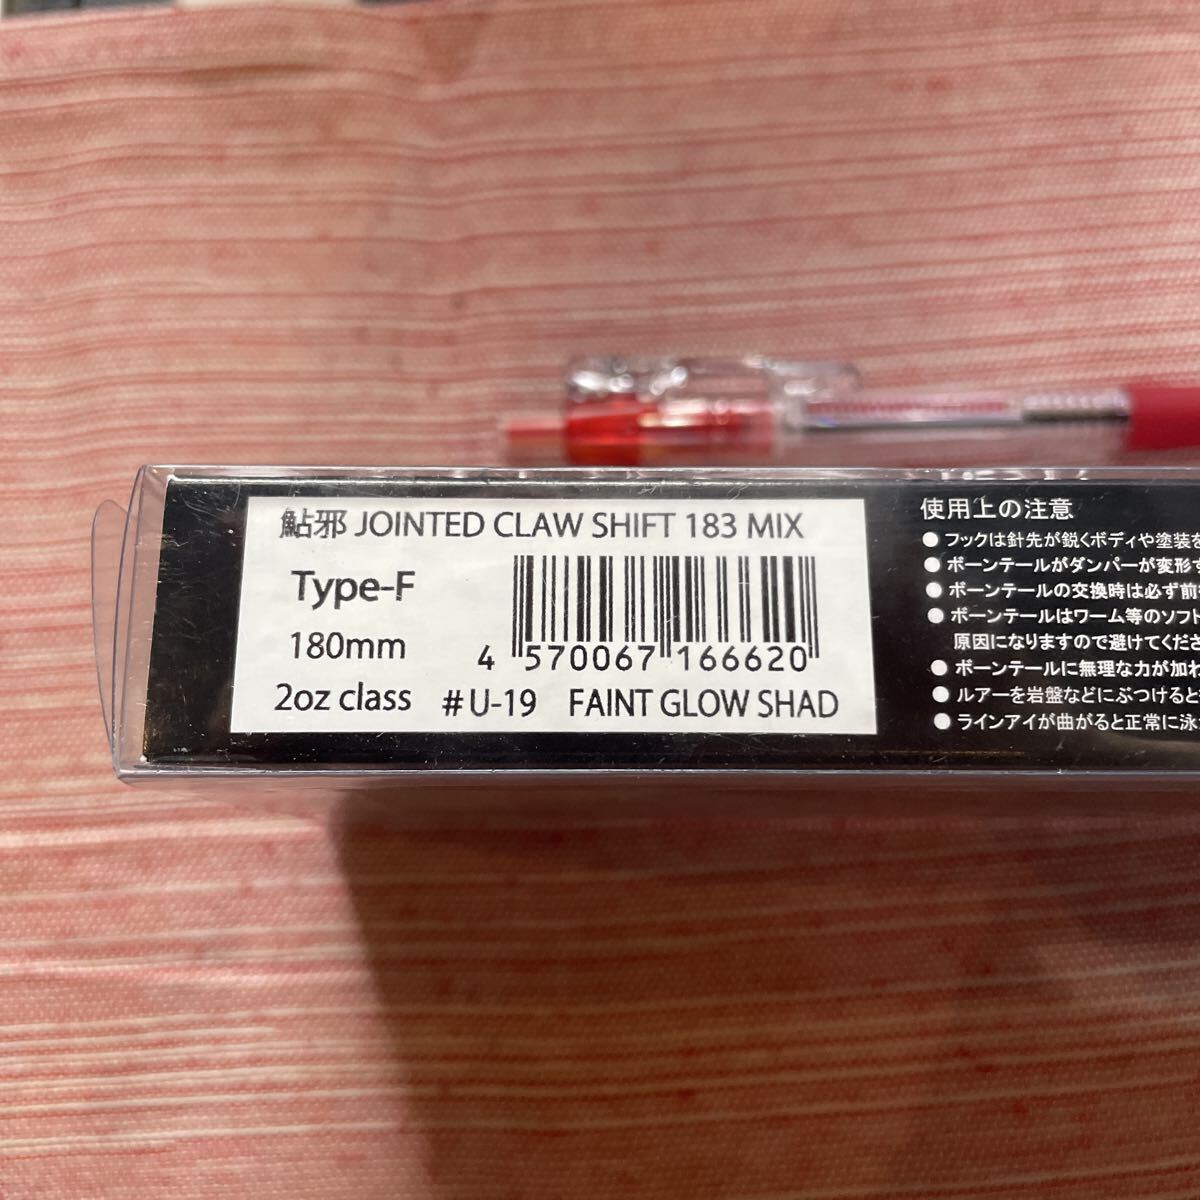 鮎邪 JOINTED CLAW SHIFT 183 MIX
Type-F
180mm
4 570067 166620
2oz class #U-19 FAINT GLOW SHAD
使用上の注意
●フックは針先が鋭くボディや塗装を
●ボーンテールがダンパーが変形す
●ボーンテールの交換時は必ず前
●ボーンテールはワーム等のソフト
原因になりますので避けてくださ
●ボーンテールに無理な力が加わ
●ルアーを岩盤などにぶつけると
●ラインアイが曲がると正常に泳